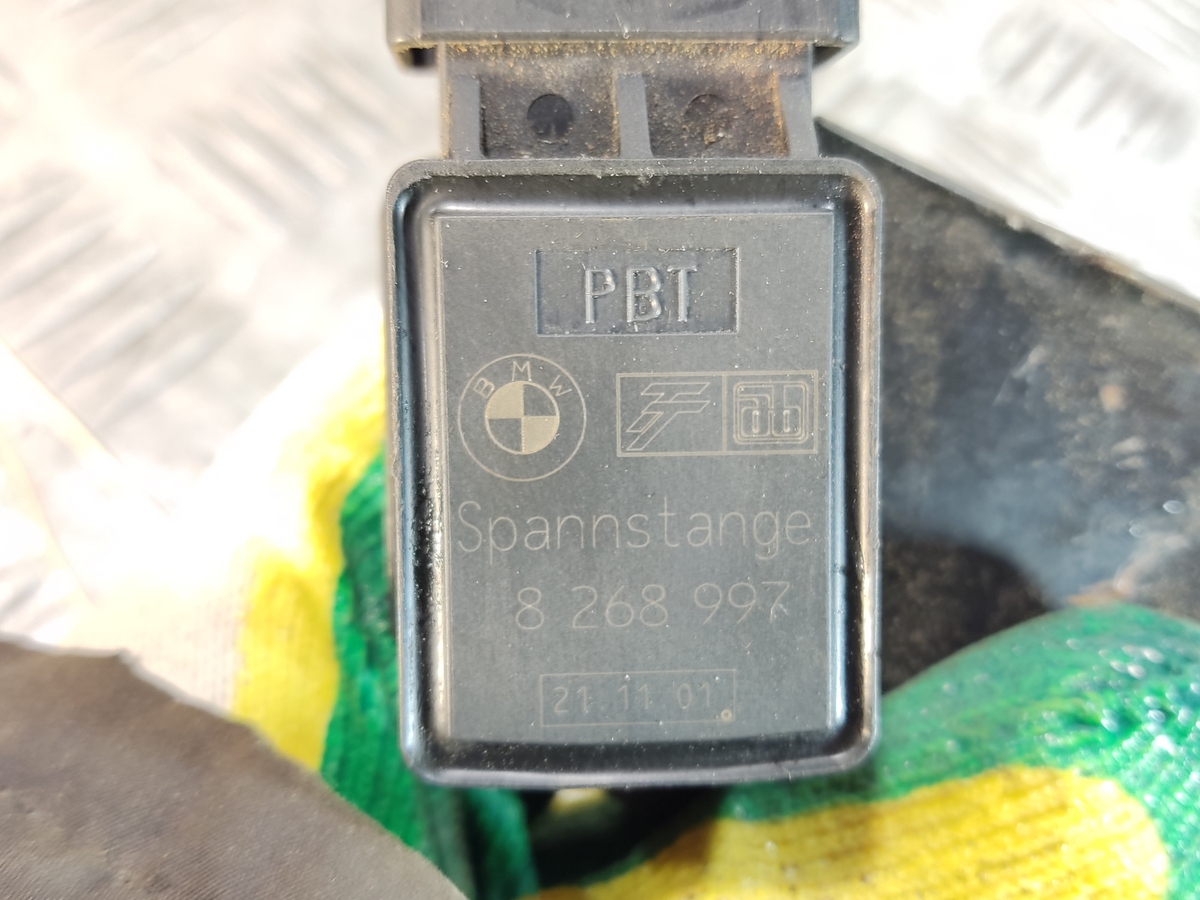 PBT
BMW
Spannstange
8 268 997
21.11.01